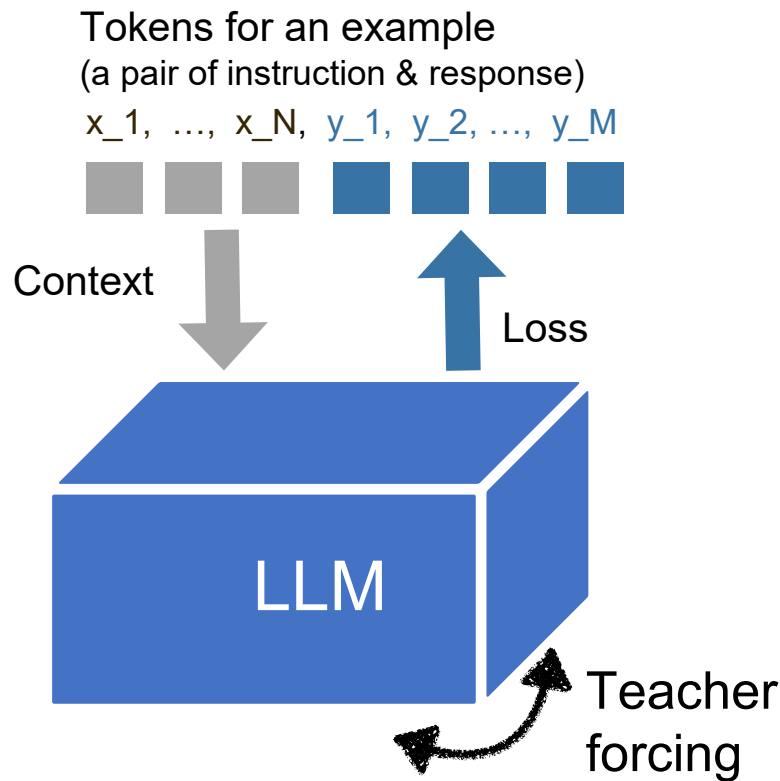 Tokens for an example
(a pair of instruction & response)
x_1, …, x_N, y_1, y_2, …, y_M
Context
Loss
LLM
Teacher
forcing